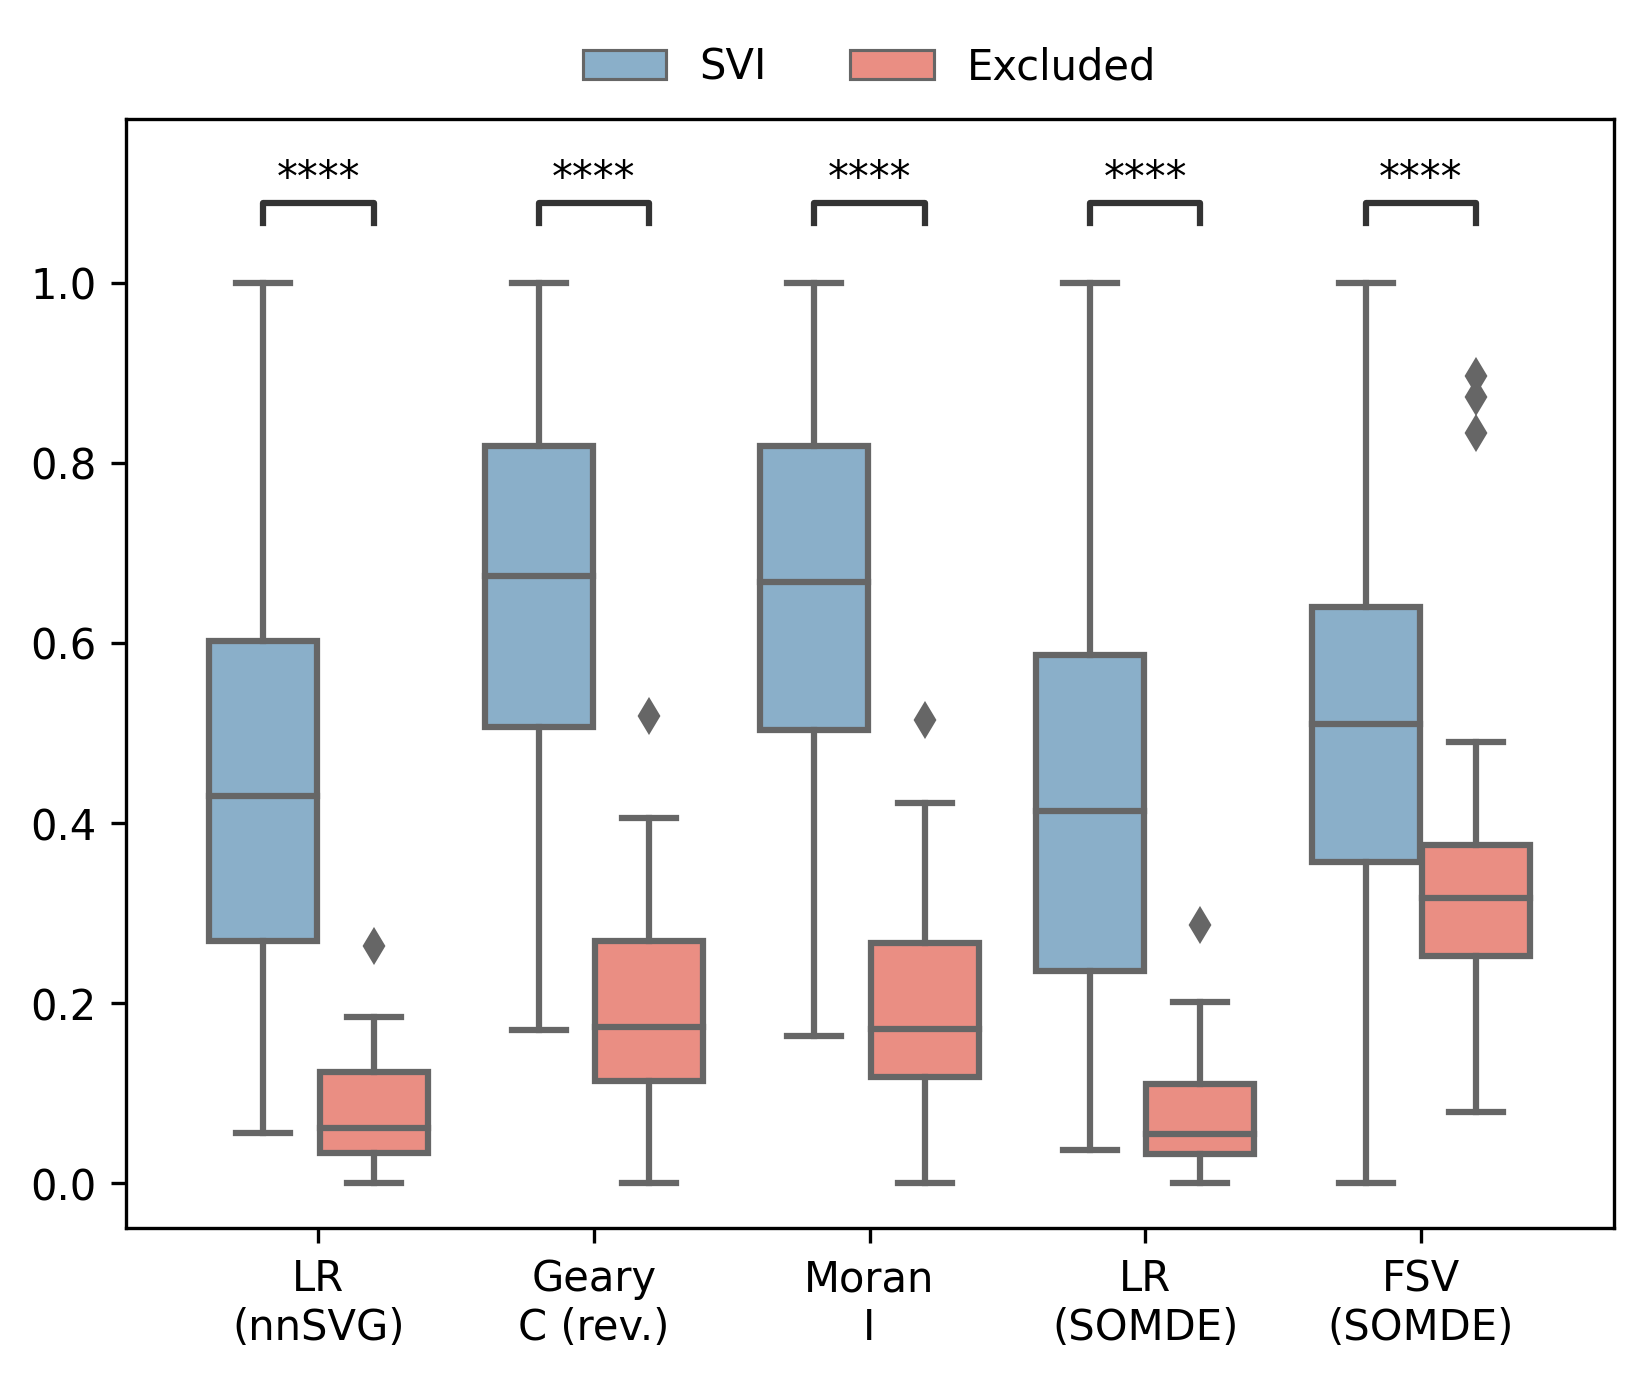 SVI Excluded
**** **** **** **** ****
1.0
0.8
0.6
0.4
0.2
0.0
LR Geary Moran LR FSV
(nnSVG) C (rev.) I (SOMDE) (SOMDE)